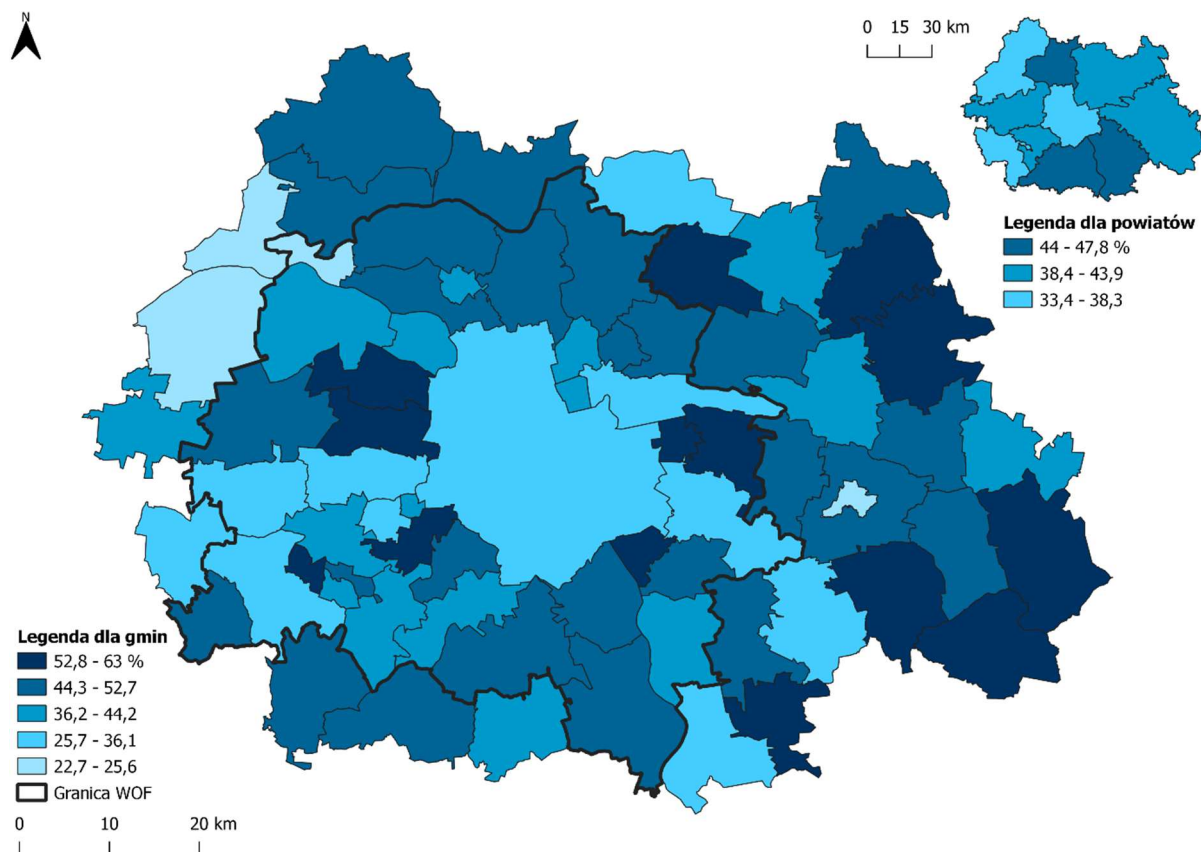 N
0 15 30 km
Legenda dla powiatów
44 - 47,8 %
38,4 - 43,9
33,4 - 38,3
Legenda dla gmin
52,8 - 63 %
44,3 - 52,7
36,2 - 44,2
25,7 - 36,1
22,7 - 25,6
Granica WOF
0 10 20 km